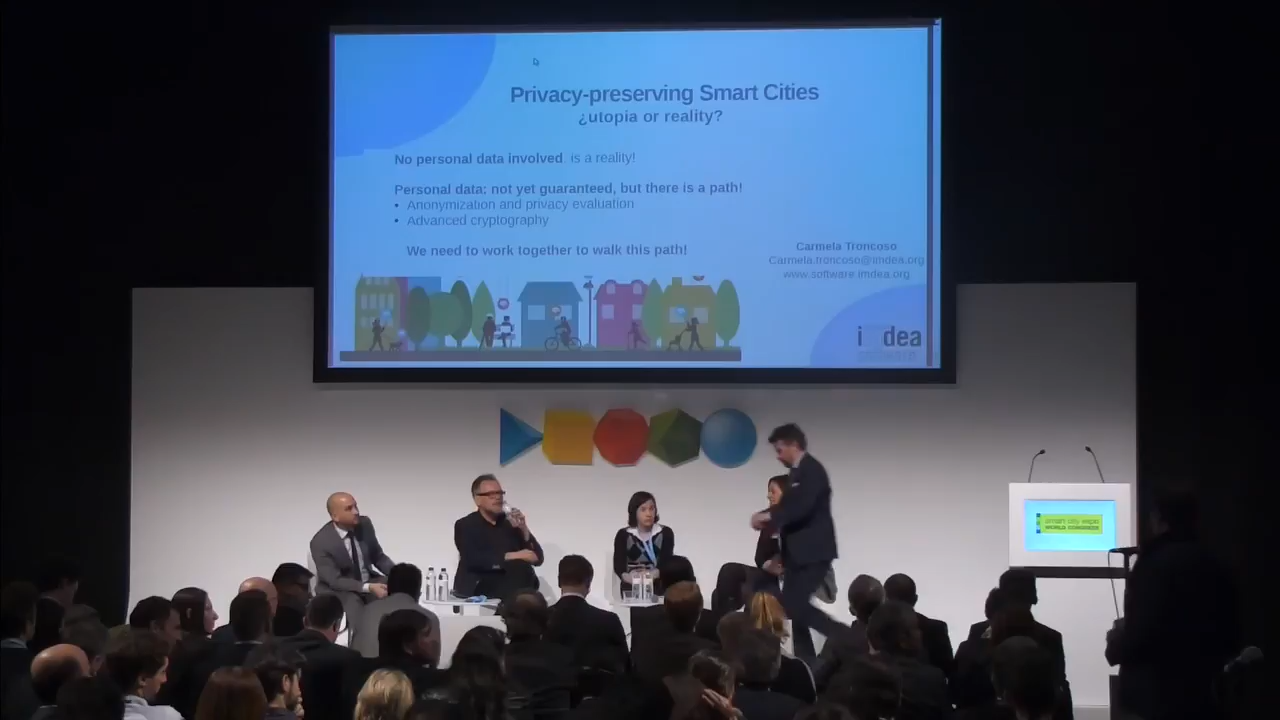 Privacy-preserving Smart Cities
¿utopia or reality?
No personal data involved is a reality!
Personal data: not yet guaranteed, but there is a path!
• Anonymization and privacy evaluation
• Advanced cryptography
We need to work together to walk this path!
Carmela Troncoso
Carmela.troncoso@imdea.org
www.software.imdea.org
i dea
smart city expo
WORLD CONGRESS